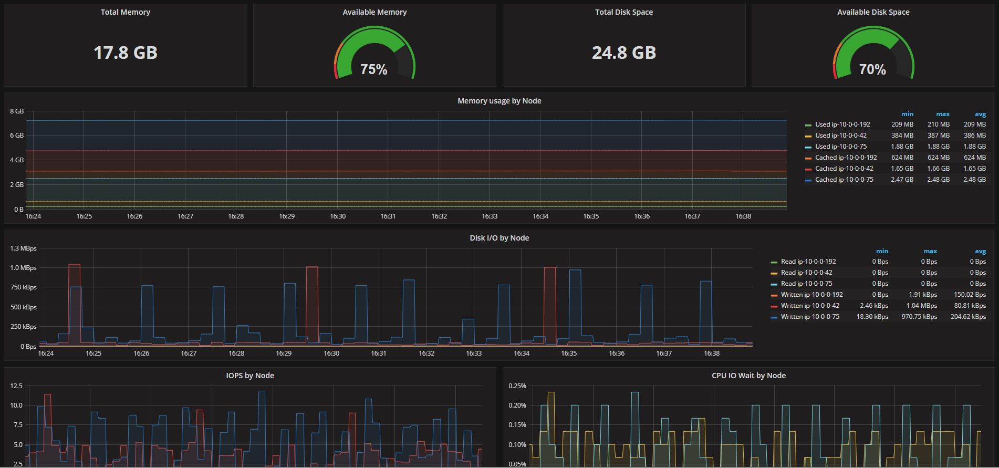 Total Memory
Available Memory
Total Disk Space
Available Disk Space
17.8 GB
75%
24.8 GB
70%
Memory usage by Node
8 GB
6 GB
4 GB
2 GB
0 B
16:24 16:25 16:26 16:27 16:28 16:29 16:30 16:31 16:32 16:33 16:34 16:35 16:36 16:37 16:38
min max avg
Used ip-10-0-0-192 209 MB 210 MB 209 MB
Used ip-10-0-0-42 384 MB 387 MB 386 MB
Used ip-10-0-0-75 1.88 GB 1.88 GB 1.88 GB
Cached ip-10-0-0-192 624 MB 624 MB 624 MB
Cached ip-10-0-0-42 1.65 GB 1.66 GB 1.65 GB
Cached ip-10-0-0-75 2.47 GB 2.48 GB 2.48 GB
Disk I/O by Node
1.3 MBps
1.0 MBps
750 kBps
500 kBps
250 kBps
0 Bps
16:24 16:25 16:26 16:27 16:28 16:29 16:30 16:31 16:32 16:33 16:34 16:35 16:36 16:37 16:38
min max avg
Read ip-10-0-0-192 0 Bps 0 Bps 0 Bps
Read ip-10-0-0-42 0 Bps 0 Bps 0 Bps
Read ip-10-0-0-75 0 Bps 0 Bps 0 Bps
Written ip-10-0-0-192 0 Bps 1.91 kBps 150.02 Bps
Written ip-10-0-0-42 2.46 kBps 1.04 MBps 80.81 kBps
Written ip-10-0-0-75 18.30 kBps 970.75 kBps 204.62 kBps
IOPS by Node
12.5
10.0
7.5
5.0
2.5
CPU IO Wait by Node
0.25%
0.20%
0.15%
0.10%
0.05%